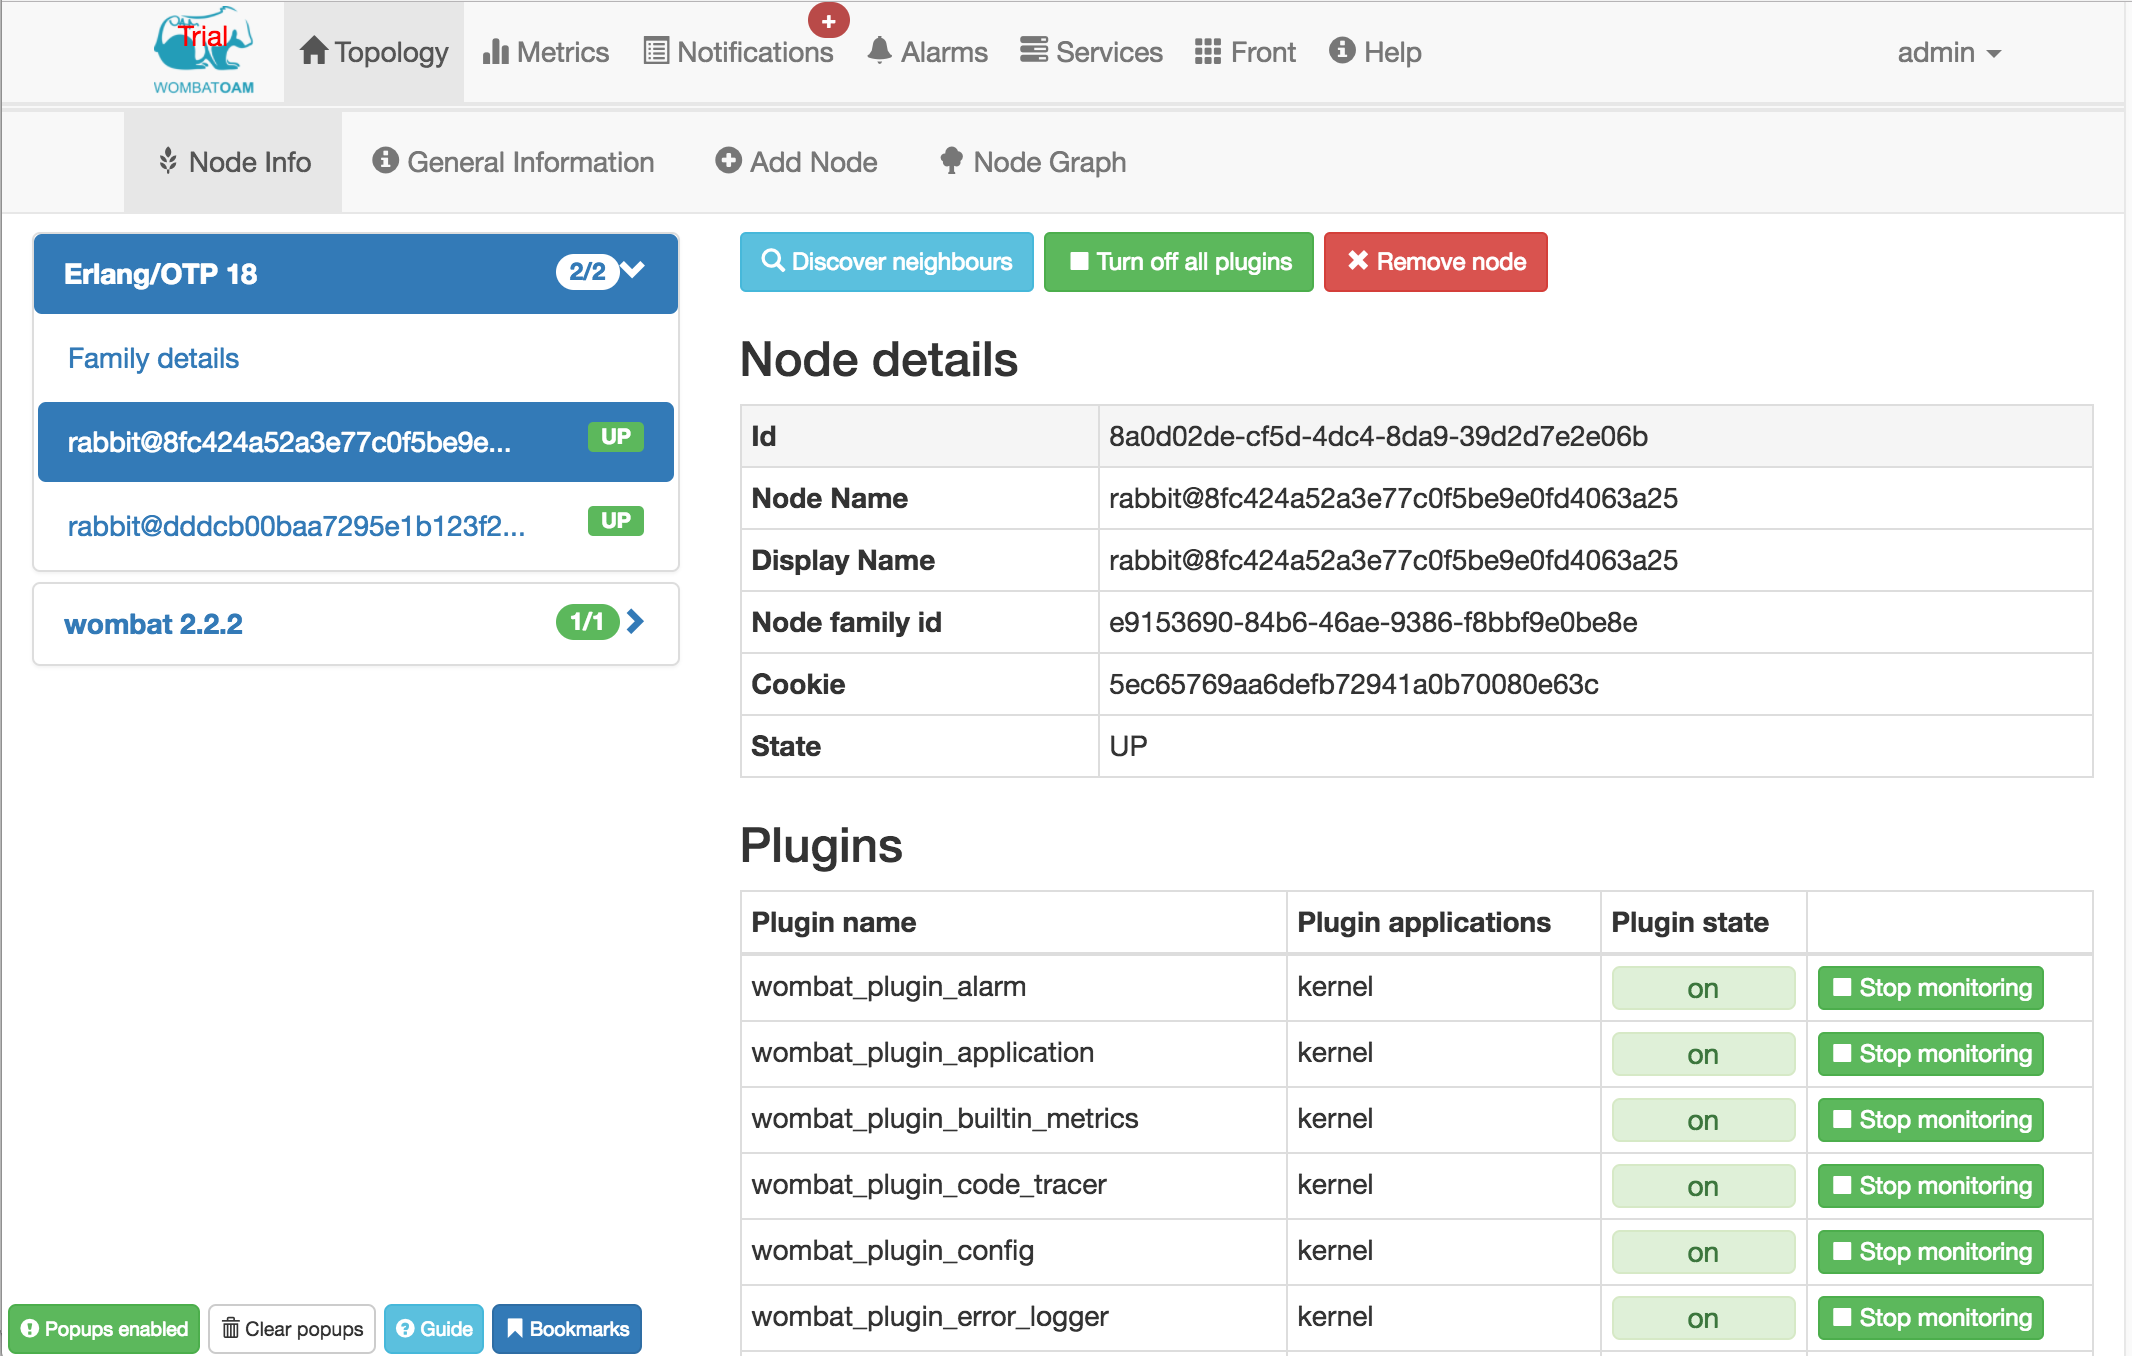 Trial
WOMBATOAM
Topology
Metrics
Notifications
+
Alarms
Services
Front
Help
admin
Node Info
General Information
Add Node
Node Graph
Erlang/OTP 18
2/2
Family details
rabbit@8fc424a52a3e77c0f5be9e...
UP
rabbit@dddcb00baa7295e1b123f2...
UP
wombat 2.2.2
1/1
Discover neighbours
Turn off all plugins
Remove node
Node details
Id 8a0d02de-cf5d-4dc4-8da9-39d2d7e2e06b
Node Name rabbit@8fc424a52a3e77c0f5be9e0fd4063a25
Display Name rabbit@8fc424a52a3e77c0f5be9e0fd4063a25
Node family id e9153690-84b6-46ae-9386-f8bbf9e0be8e
Cookie 5ec65769aa6defb72941a0b70080e63c
State UP
Plugins
Plugin name Plugin applications Plugin state
wombat_plugin_alarm kernel on Stop monitoring
wombat_plugin_application kernel on Stop monitoring
wombat_plugin_builtin_metrics kernel on Stop monitoring
wombat_plugin_code_tracer kernel on Stop monitoring
wombat_plugin_config kernel on Stop monitoring
wombat_plugin_error_logger kernel on Stop monitoring
Popups enabled
Clear popups
Guide
Bookmarks